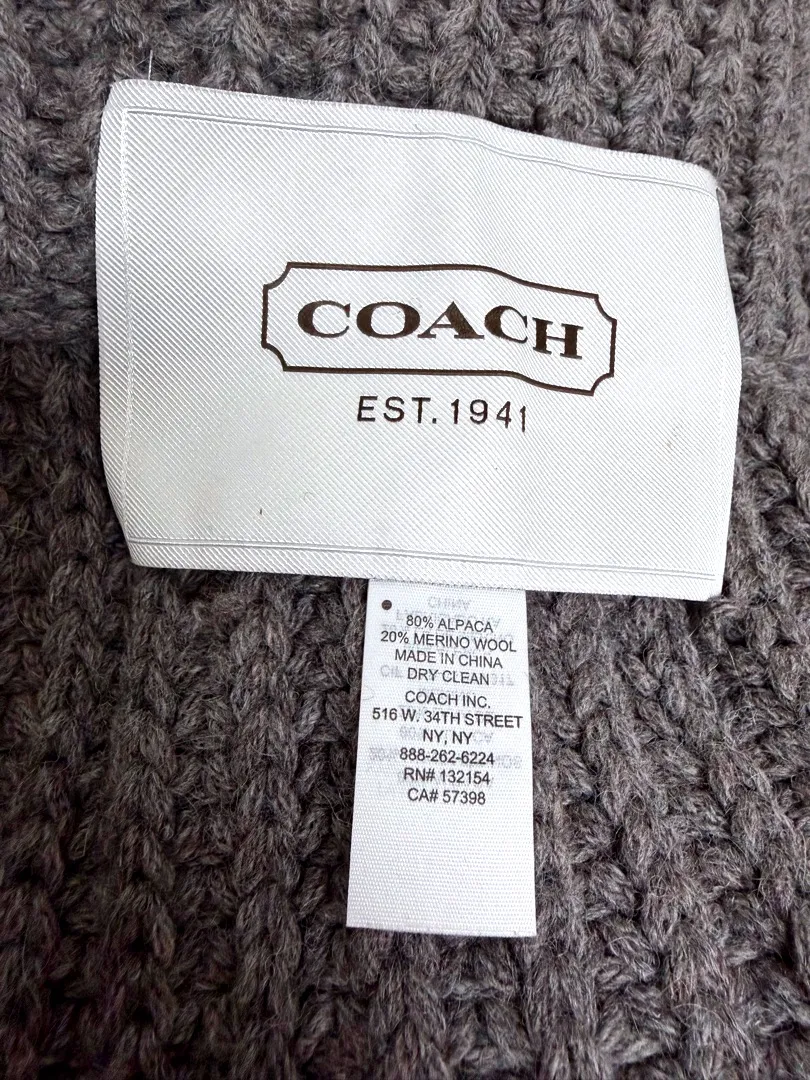 COACH
EST. 1941
80% ALPACA
20% MERINO WOOL
MADE IN CHINA
DRY CLEAN
COACH INC.
516 W. 34TH STREET
NY, NY
888-262-6224
RN# 132154
CA# 57398